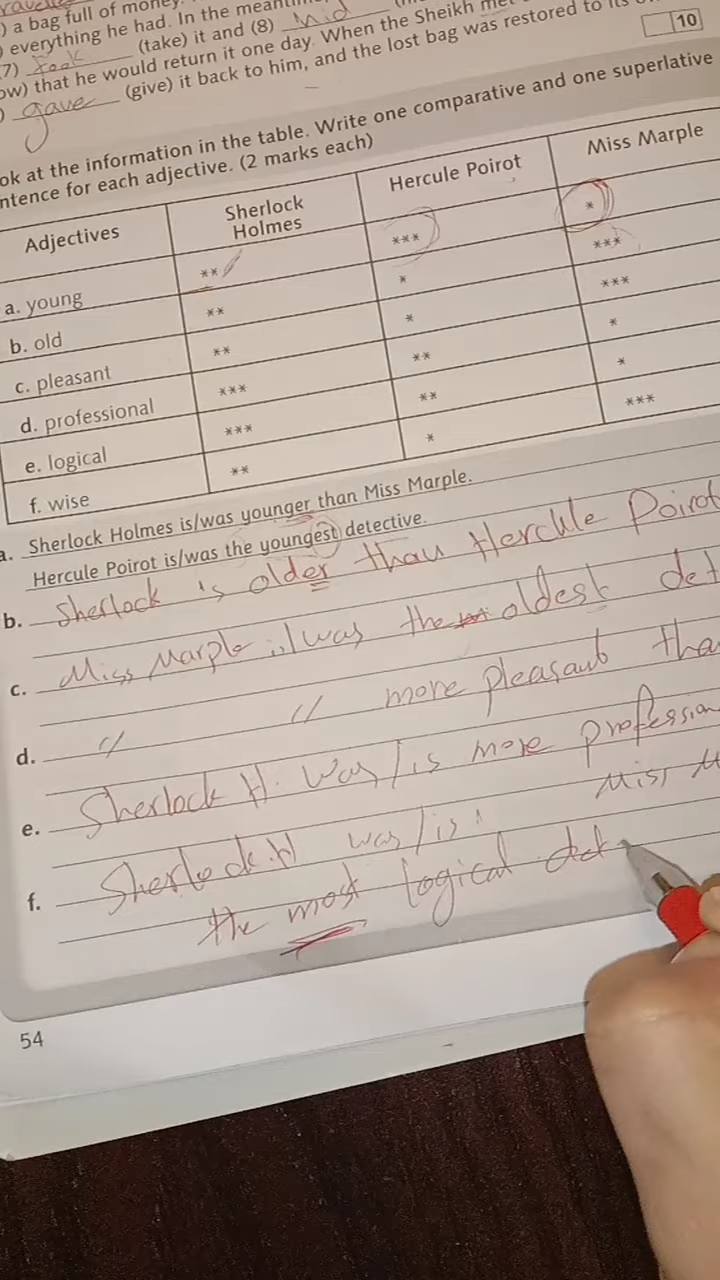 a bag full of money.
) everything he had. In the
7) took (take) it and (8) hid
ow) that he would return it one day. When the Sheikh met
gave (give) it back to him, and the lost bag was restored to its
10
ok at the information in the table. Write one comparative and one superlative
ntence for each adjective. (2 marks each)
Adjectives Sherlock Holmes Hercule Poirot Miss Marple
a. young ** *** *
b. old ** * ***
c. pleasant ** * ***
d. professional *** ** *
e. logical *** ** *
f. wise ** * ***
a. Sherlock Holmes is/was younger than Miss Marple.
Hercule Poirot is/was the youngest detective.
b. Sherlock is older than Hercule Poirot
Miss Marple is/was the oldest det
c. // // more pleasant tha
d.
Sherlock H. was/is more profession
e. Miss M
Sherlock.H was/is
f. the most logical det
54